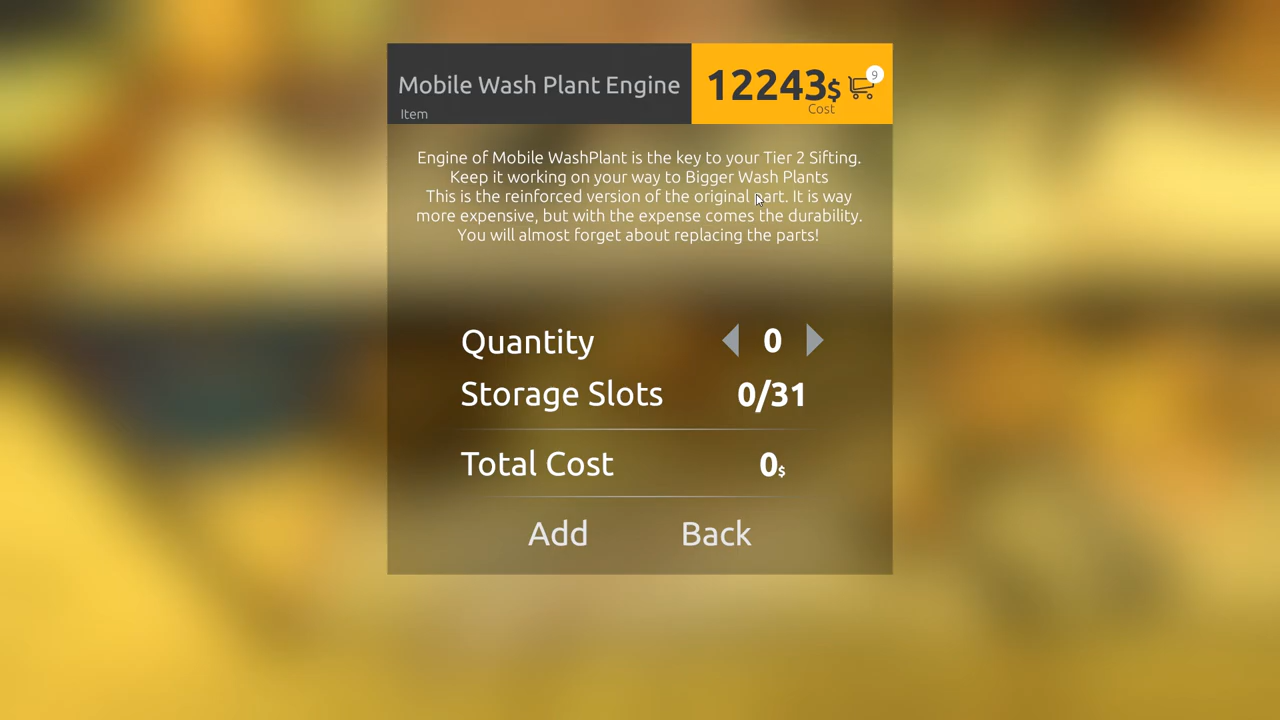 Mobile Wash Plant Engine
Item
12243$
9
Cost
Engine of Mobile WashPlant is the key to your Tier 2 Sifting.
Keep it working on your way to Bigger Wash Plants
This is the reinforced version of the original part. It is way
more expensive, but with the expense comes the durability.
You will almost forget about replacing the parts!
Quantity 0
Storage Slots 0/31
Total Cost 0$
Add Back